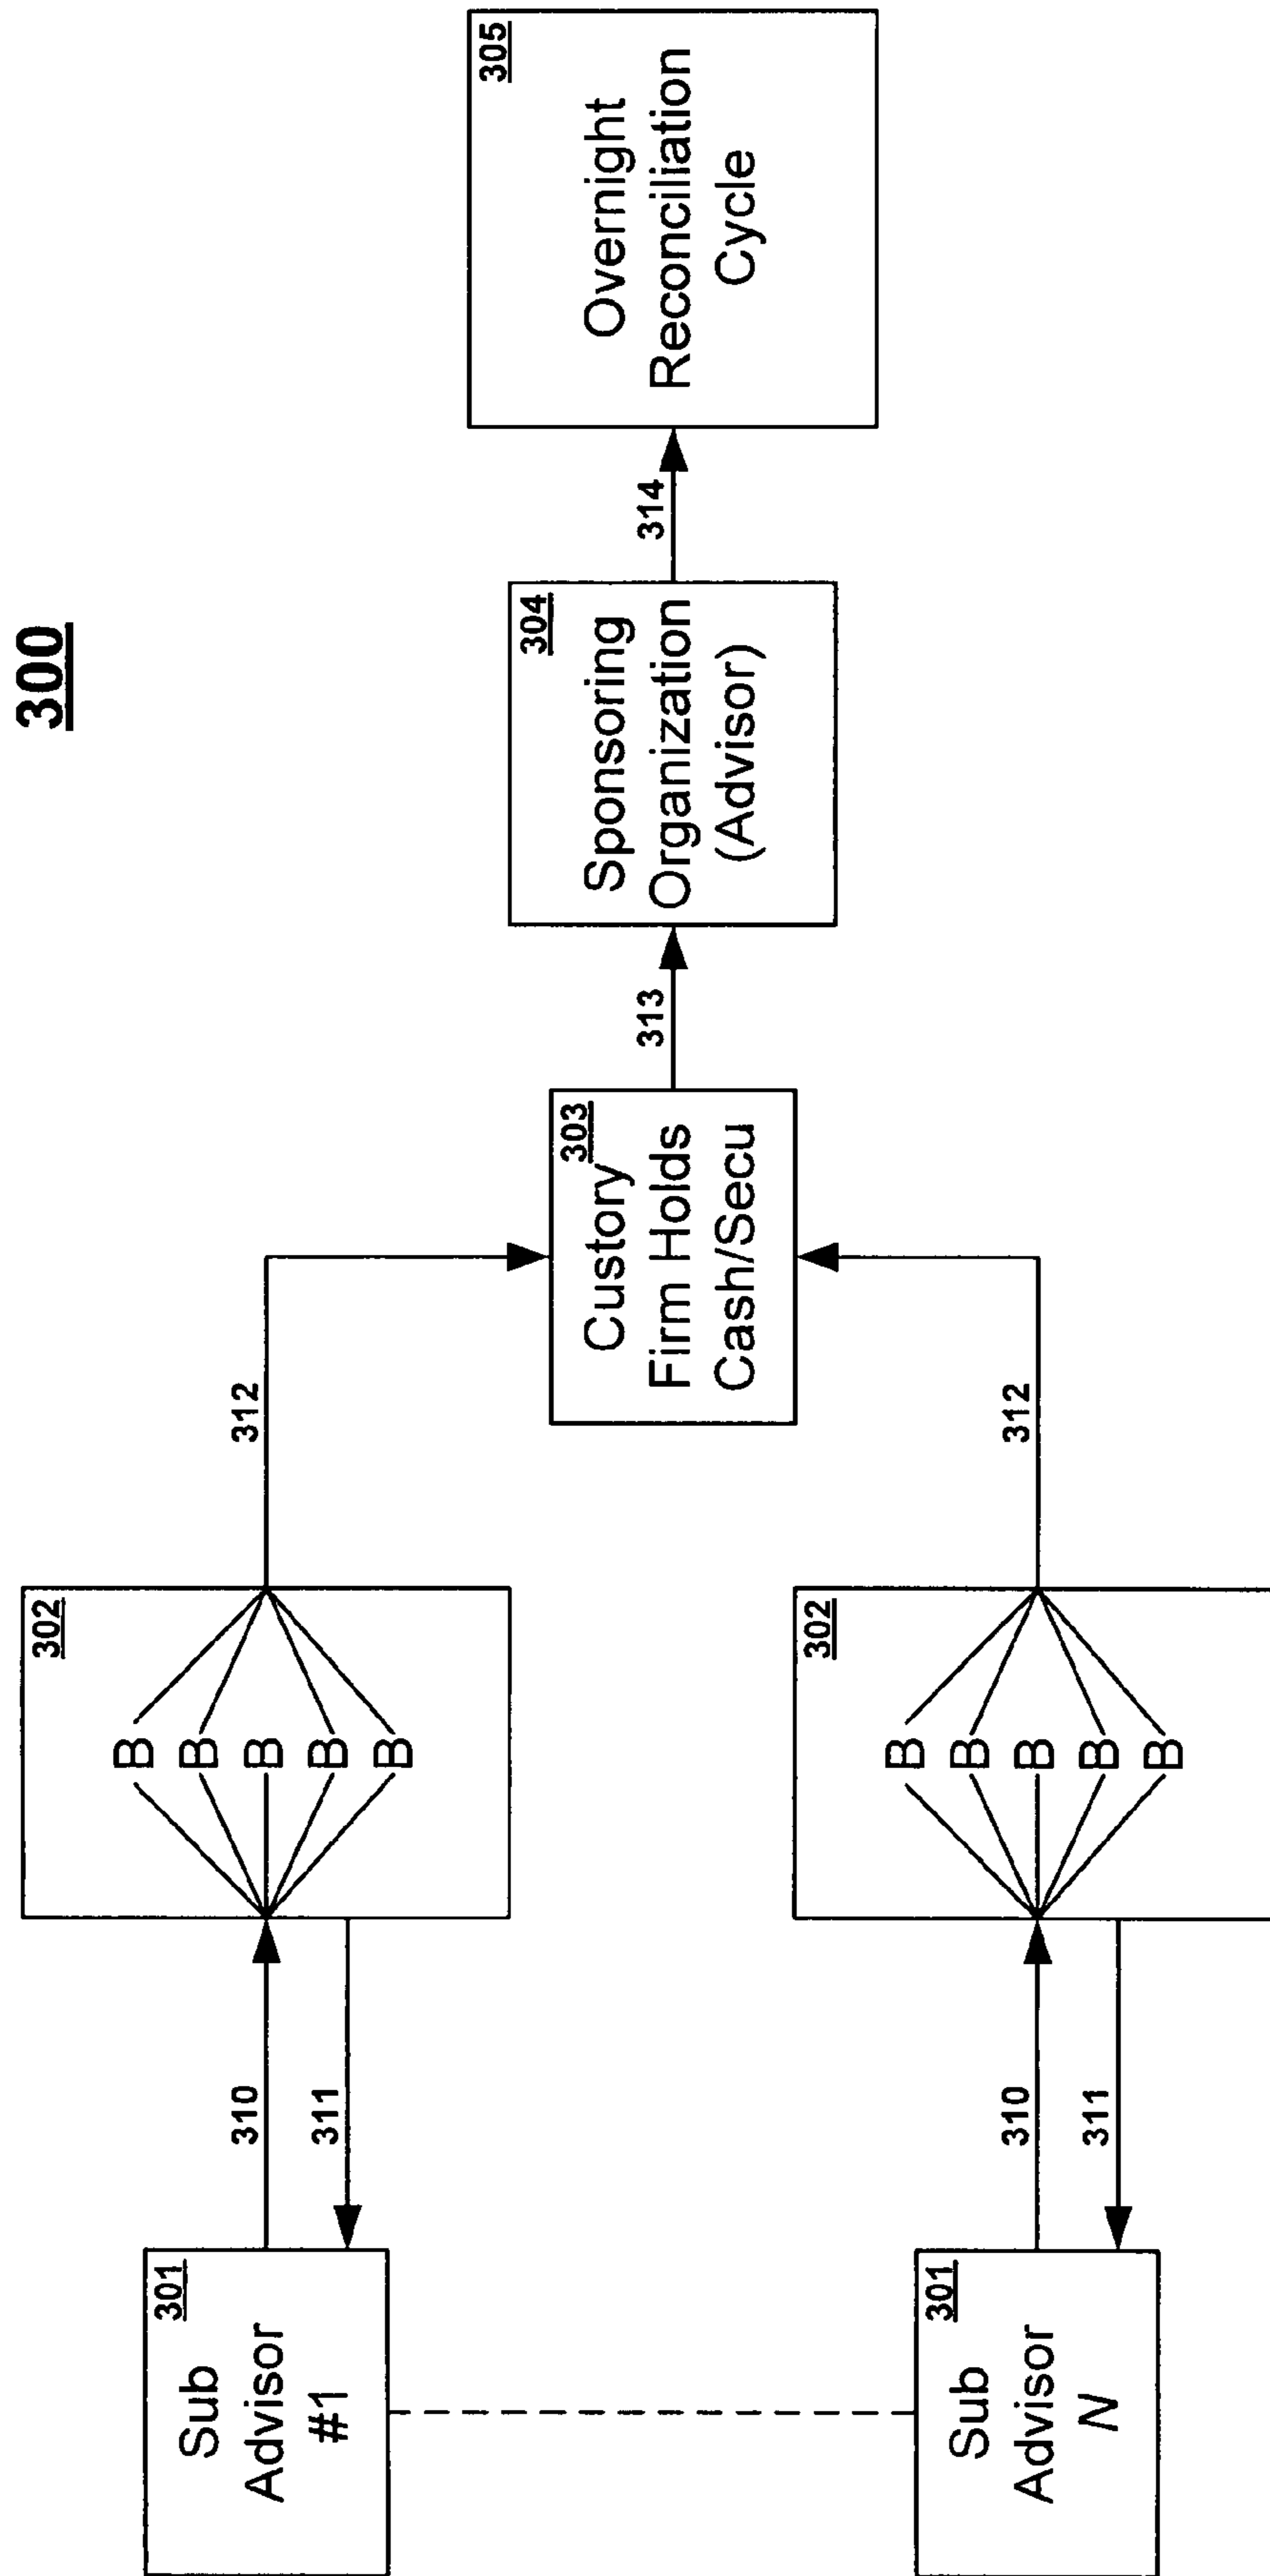 300
301
Sub
Advisor
#1
310
311
302
B
B
B
B
B
312
303
Custory
Firm Holds
Cash/Secu
313
304
Sponsoring
Organization
(Advisor)
314
305
Overnight
Reconciliation
Cycle
301
Sub
Advisor
N
310
311
302
B
B
B
B
B
312